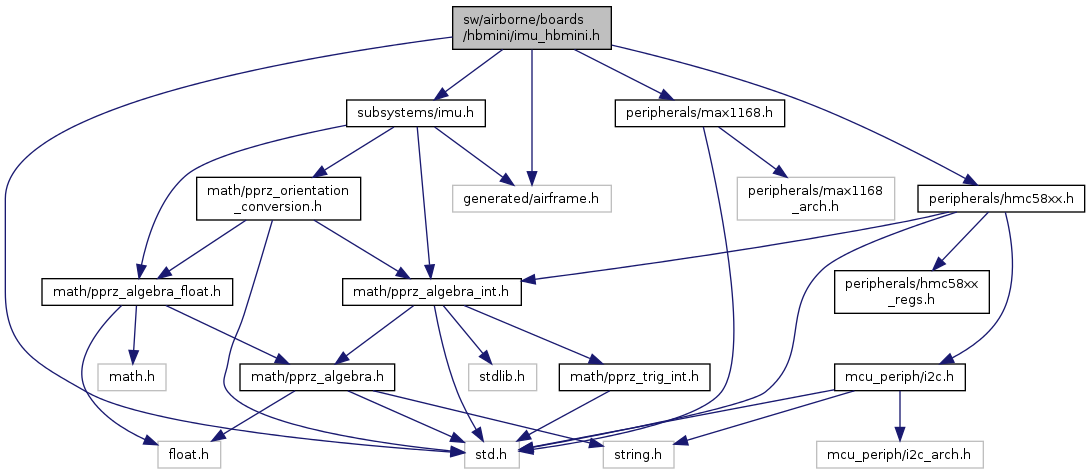 sw/airborne/boards
/hbmini/imu_hbmini.h
subsystems/imu.h
peripherals/max1168.h
math/pprz_orientation
_conversion.h
generated/airframe.h
peripherals/max1168
_arch.h
peripherals/hmc58xx.h
math/pprz_algebra_float.h
math/pprz_algebra_int.h
peripherals/hmc58xx
_regs.h
math.h
math/pprz_algebra.h
stdlib.h
math/pprz_trig_int.h
mcu_periph/i2c.h
float.h
std.h
string.h
mcu_periph/i2c_arch.h